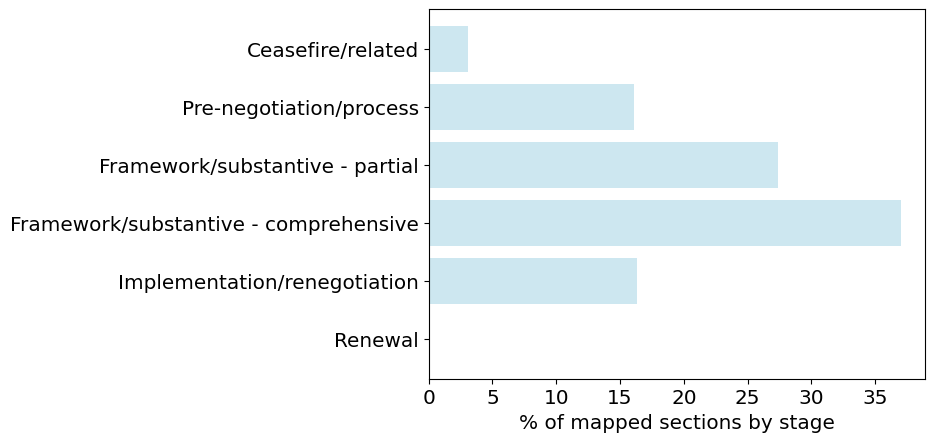 Ceasefire/related
Pre-negotiation/process
Framework/substantive - partial
Framework/substantive - comprehensive
Implementation/renegotiation
Renewal
0 5 10 15 20 25 30 35
% of mapped sections by stage